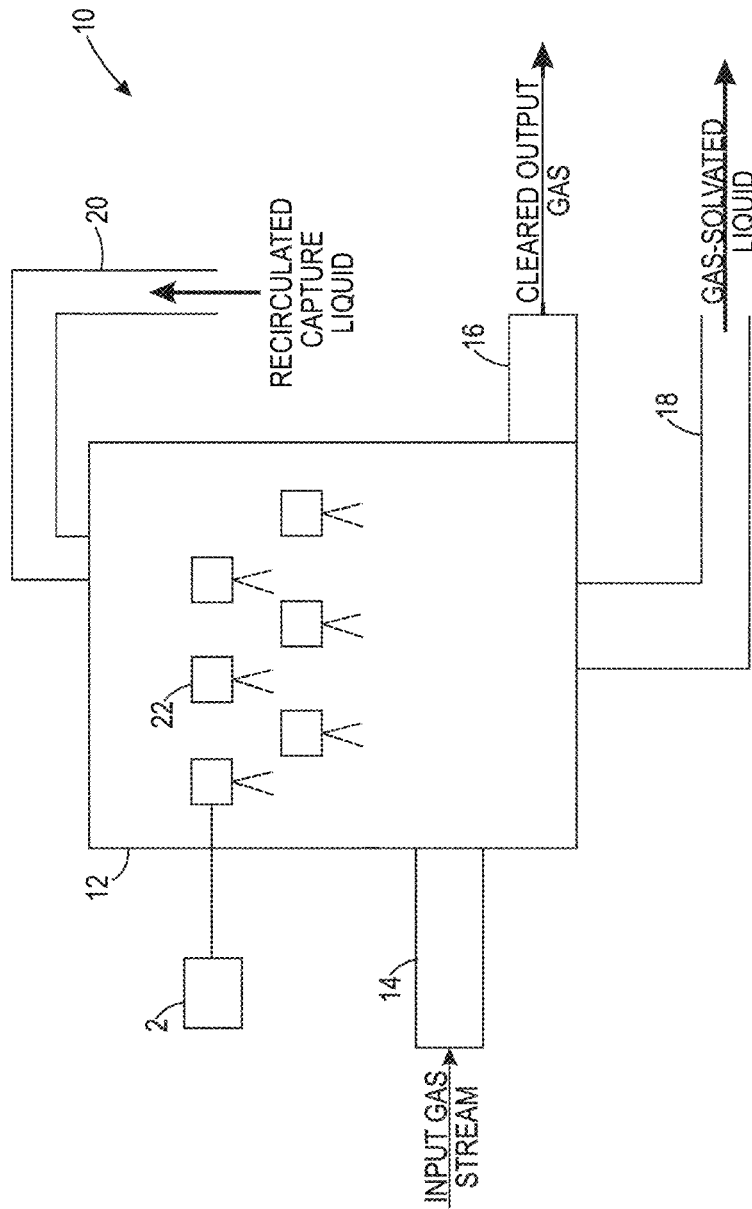 10
20
RECIRCULATED
CAPTURE
LIQUID
CLEARED OUTPUT
GAS
16
GAS-SOLVATED
LIQUID
18
22
12
2
14
INPUT GAS
STREAM